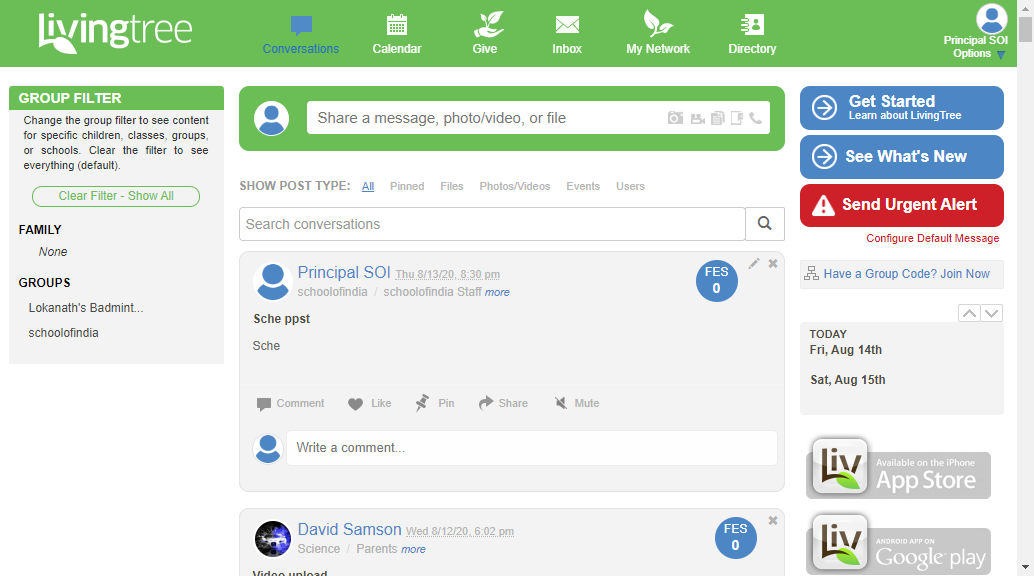 livingtree
Conversations
Calendar
Give
Inbox
My Network
Directory
Principal SOI
Options
GROUP FILTER
Change the group filter to see content
for specific children, classes, groups,
or schools. Clear the filter to see
everything (default).
Clear Filter - Show All
FAMILY
None
GROUPS
Lokanath's Badmint...
schoolofindia
Share a message, photo/video, or file
SHOW POST TYPE: All Pinned Files Photos/Videos Events Users
Search conversations
Principal SOI Thu 8/13/20, 8:30 pm
schoolofindia / schoolofindia Staff more
FES
0
Sche ppst
Sche
Comment Like Pin Share Mute
Write a comment...
David Samson Wed 8/12/20, 6:02 pm
Science / Parents more
FES
0
Video upload
Get Started
Learn about LivingTree
See What's New
Send Urgent Alert
Configure Default Message
Have a Group Code? Join Now
TODAY
Fri, Aug 14th
Sat, Aug 15th
Liv
Available on the iPhone
App Store
Liv
ANDROID APP ON
Google play